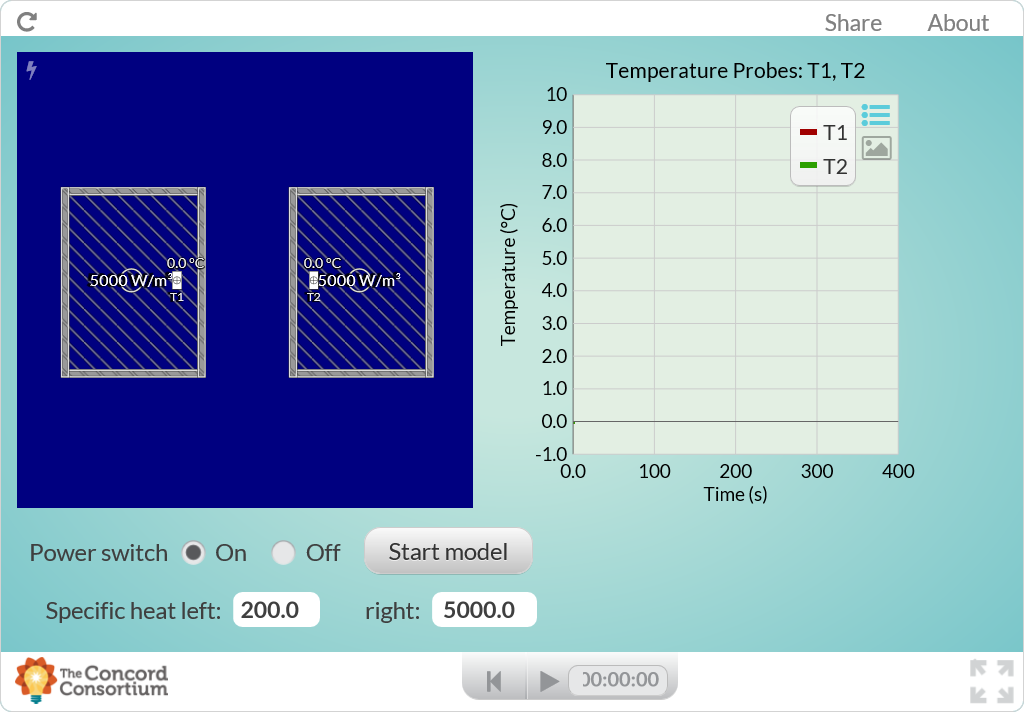 Share About
Temperature Probes: T1, T2
10
9.0
8.0
7.0
6.0
5.0
4.0
3.0
2.0
1.0
0.0
-1.0
Temperature (°C)
T1
T2
0.0 100 200 300 400
Time (s)
0.0 °C
5000 W/m³
T1
0.0 °C
5000 W/m³
T2
Power switch On Off Start model
Specific heat left: 200.0 right: 5000.0
The Concord
Consortium
00:00:00